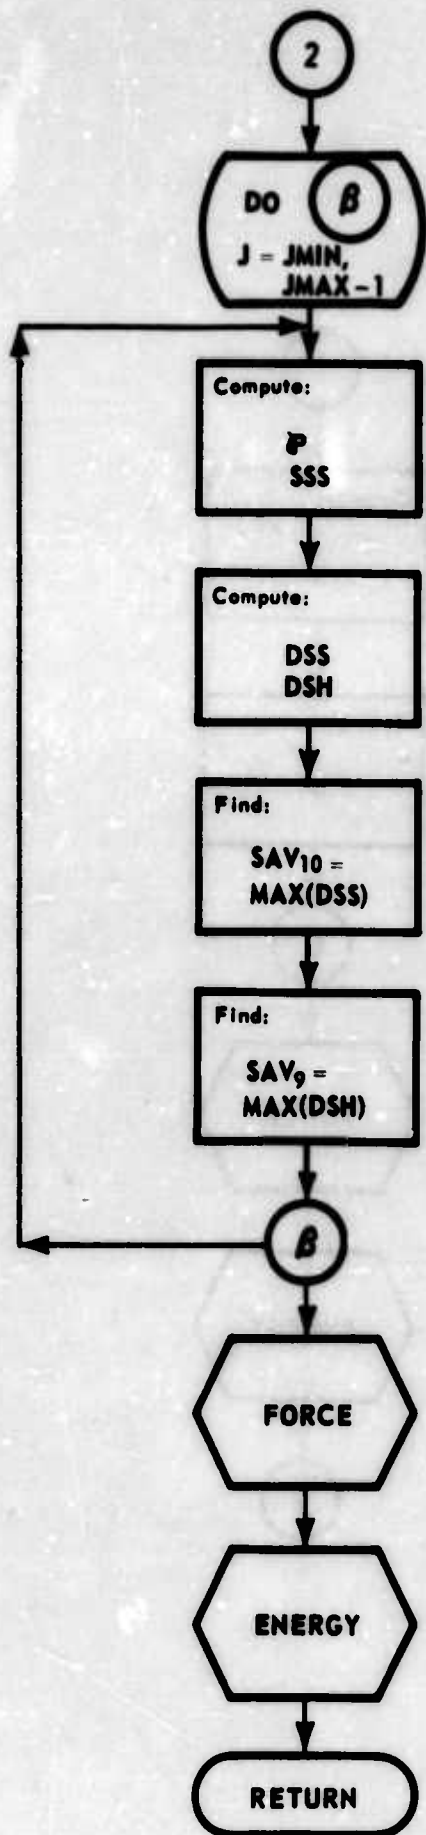 2
DO β
J = JMIN,
JMAX-1
Compute:
P
SSS
Compute:
DSS
DSH
Find:
SAV₁₀ =
MAX(DSS)
Find:
SAV₉ =
MAX(DSH)
β
FORCE
ENERGY
RETURN